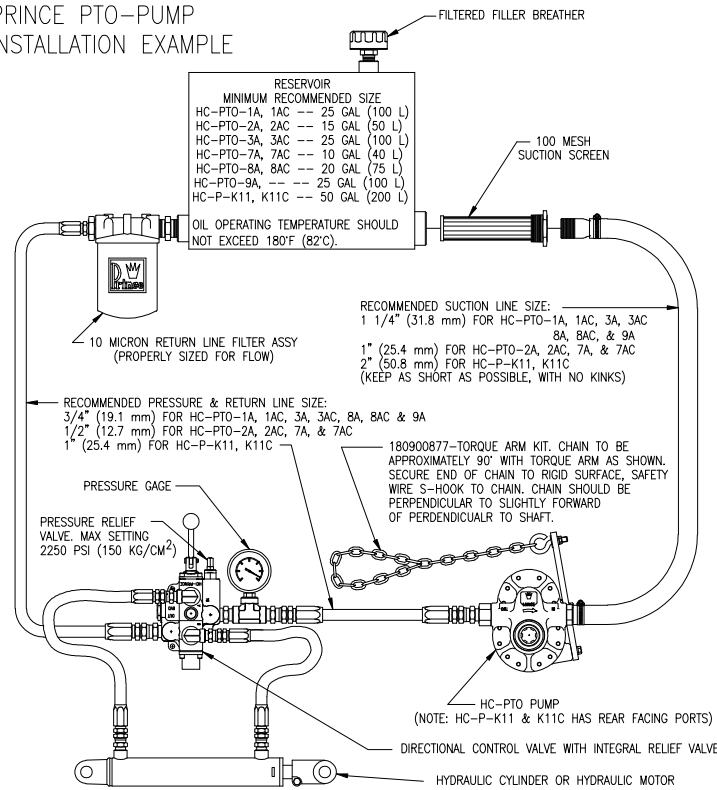 PRINCE PTO-PUMP
INSTALLATION EXAMPLE
FILTERED FILLER BREATHER
RESERVOIR
MINIMUM RECOMMENDED SIZE
HC-PTO-1A, 1AC -- 25 GAL (100 L)
HC-PTO-2A, 2AC -- 15 GAL (50 L)
HC-PTO-3A, 3AC -- 25 GAL (100 L)
HC-PTO-7A, 7AC -- 10 GAL (40 L)
HC-PTO-8A, 8AC -- 20 GAL (75 L)
HC-PTO-9A, -- -- 25 GAL (100 L)
HC-P-K11, K11C -- 50 GAL (200 L)
OIL OPERATING TEMPERATURE SHOULD
NOT EXCEED 180°F (82°C).
100 MESH
SUCTION SCREEN
Prince
10 MICRON RETURN LINE FILTER ASSY
(PROPERLY SIZED FOR FLOW)
RECOMMENDED SUCTION LINE SIZE:
1 1/4" (31.8 mm) FOR HC-PTO-1A, 1AC, 3A, 3AC
8A, 8AC, & 9A
1" (25.4 mm) FOR HC-PTO-2A, 2AC, 7A, & 7AC
2" (50.8 mm) FOR HC-P-K11, K11C
(KEEP AS SHORT AS POSSIBLE, WITH NO KINKS)
RECOMMENDED PRESSURE & RETURN LINE SIZE:
3/4" (19.1 mm) FOR HC-PTO-1A, 1AC, 3A, 3AC, 8A, 8AC & 9A
1/2" (12.7 mm) FOR HC-PTO-2A, 2AC, 7A, & 7AC
1" (25.4 mm) FOR HC-P-K11, K11C
180900877-TORQUE ARM KIT. CHAIN TO BE
APPROXIMATELY 90° WITH TORQUE ARM AS SHOWN.
SECURE END OF CHAIN TO RIGID SURFACE, SAFETY
WIRE S-HOOK TO CHAIN. CHAIN SHOULD BE
PERPENDICULAR TO SLIGHTLY FORWARD
OF PERDENDICUALR TO SHAFT.
PRESSURE GAGE
PRESSURE RELIEF
VALVE. MAX SETTING
2250 PSI (150 KG/CM²)
HC-PTO PUMP
(NOTE: HC-P-K11 & K11C HAS REAR FACING PORTS)
DIRECTIONAL CONTROL VALVE WITH INTEGRAL RELIEF VALVE
HYDRAULIC CYLINDER OR HYDRAULIC MOTOR